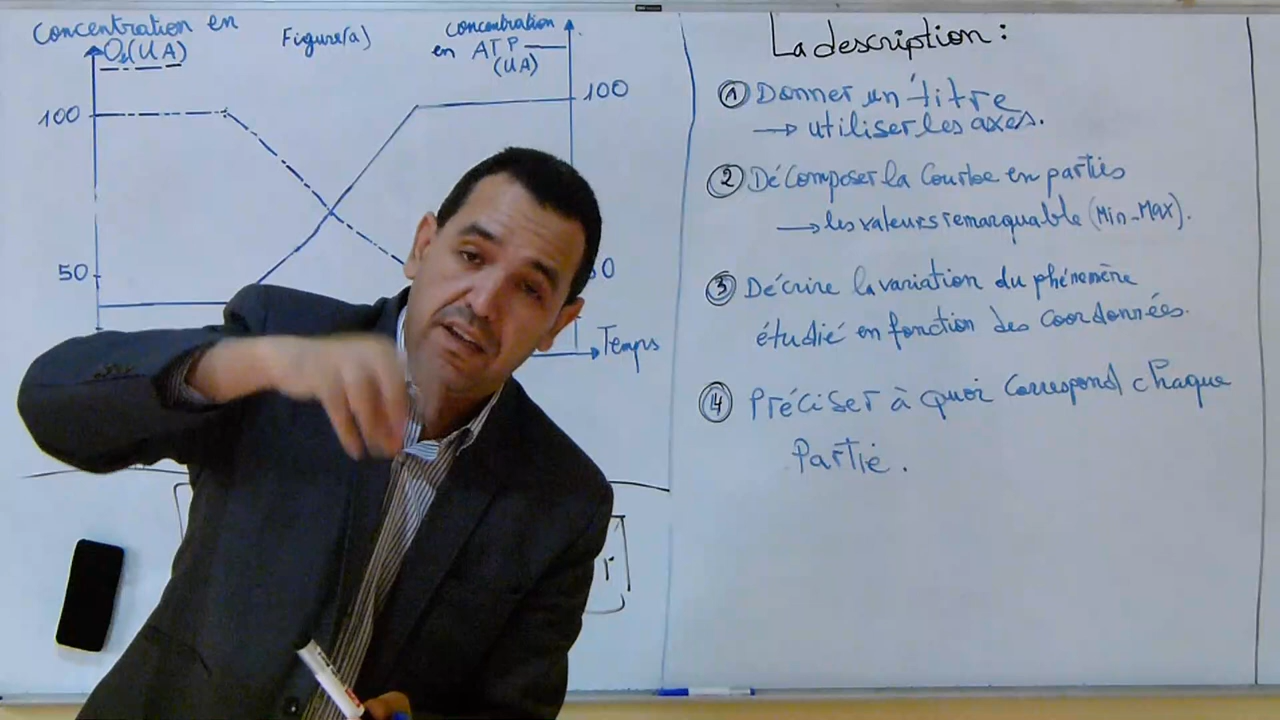 Concentration en
O₂ (UA)
Figure(a)
concentration
en ATP
(UA)
100
100
50
50
Temps
La description :
① Donner un titre
→ utiliser les axes.
② Décomposer la Courbe en parties
→ les valeurs remarquable (Min-Max).
③ Décrire la variation du phénomène
étudié en fonction des coordonnées.
④ Préciser à quoi correspond chaque
Partie.